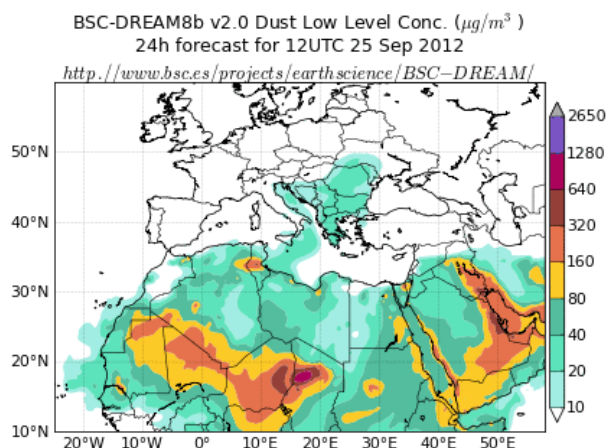 BSC-DREAM8b v2.0 Dust Low Level Conc. (μg/m³ )
24h forecast for 12UTC 25 Sep 2012
http.//www.bsc.es/projects/earthscience/BSC−DREAM/
2650
1280
640
320
160
80
40
20
10
50°N
40°N
30°N
20°N
10°N
20°W 10°W 0° 10°E 20°E 30°E 40°E 50°E